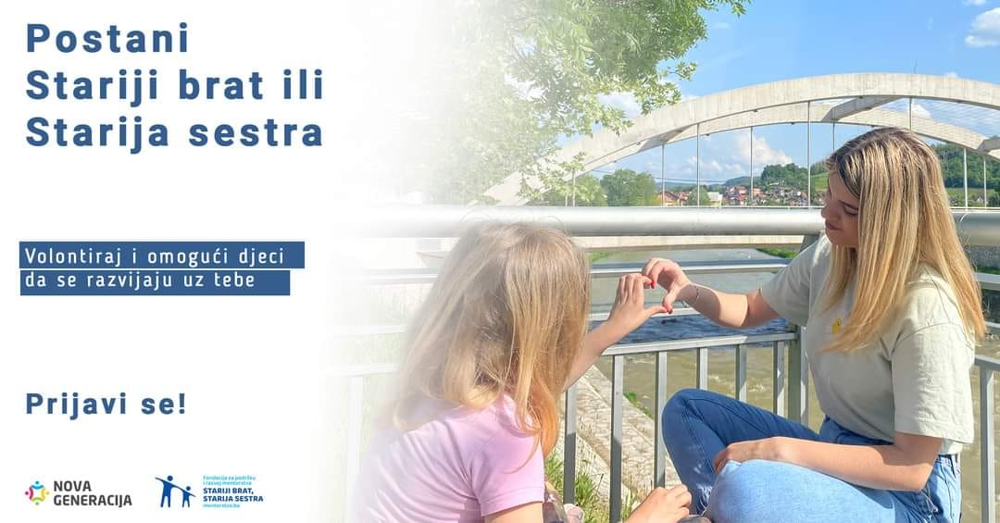 Postani
Stariji brat ili
Starija sestra
Volontiraj i omogući djeci
da se razvijaju uz tebe
Prijavi se!
NOVA
GENERACIJA
Fondacija za podršku
i razvoj mentorstva
STARIJI BRAT,
STARIJA SESTRA
mentorstvo.ba